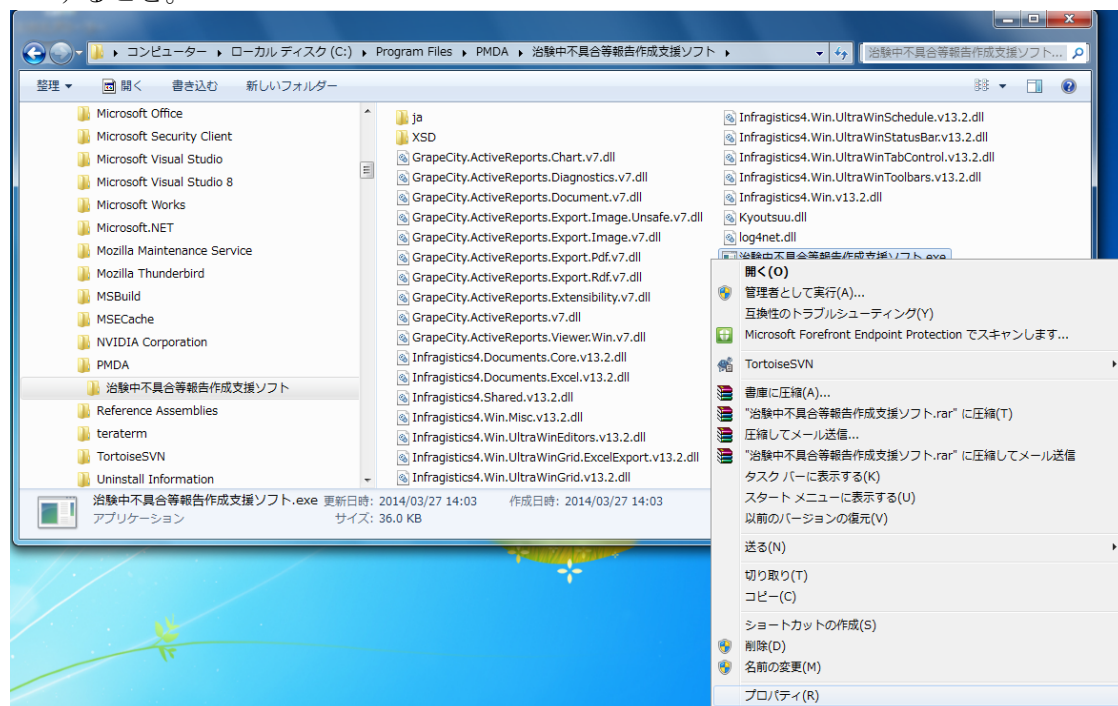 すること。
コンピューター ▸ ローカル ディスク (C:) ▸ Program Files ▸ PMDA ▸ 治験中不具合等報告作成支援ソフト ▸
治験中不具合等報告作成支援ソフト...
整理 ▼ 開く 書き込む 新しいフォルダー
Microsoft Office
Microsoft Security Client
Microsoft Visual Studio
Microsoft Visual Studio 8
Microsoft Works
Microsoft.NET
Mozilla Maintenance Service
Mozilla Thunderbird
MSBuild
MSECache
NVIDIA Corporation
PMDA
治験中不具合等報告作成支援ソフト
Reference Assemblies
teraterm
TortoiseSVN
Uninstall Information
ja
XSD
GrapeCity.ActiveReports.Chart.v7.dll
GrapeCity.ActiveReports.Diagnostics.v7.dll
GrapeCity.ActiveReports.Document.v7.dll
GrapeCity.ActiveReports.Export.Image.Unsafe.v7.dll
GrapeCity.ActiveReports.Export.Image.v7.dll
GrapeCity.ActiveReports.Export.Pdf.v7.dll
GrapeCity.ActiveReports.Export.Rdf.v7.dll
GrapeCity.ActiveReports.Extensibility.v7.dll
GrapeCity.ActiveReports.v7.dll
GrapeCity.ActiveReports.Viewer.Win.v7.dll
Infragistics4.Documents.Core.v13.2.dll
Infragistics4.Documents.Excel.v13.2.dll
Infragistics4.Shared.v13.2.dll
Infragistics4.Win.Misc.v13.2.dll
Infragistics4.Win.UltraWinEditors.v13.2.dll
Infragistics4.Win.UltraWinGrid.ExcelExport.v13.2.dll
Infragistics4.Win.UltraWinGrid.v13.2.dll
Infragistics4.Win.UltraWinSchedule.v13.2.dll
Infragistics4.Win.UltraWinStatusBar.v13.2.dll
Infragistics4.Win.UltraWinTabControl.v13.2.dll
Infragistics4.Win.UltraWinToolbars.v13.2.dll
Infragistics4.Win.v13.2.dll
Kyoutsuu.dll
log4net.dll
治験中不具合等報告作成支援ソフト.exe
開く(O)
管理者として実行(A)...
互換性のトラブルシューティング(Y)
Microsoft Forefront Endpoint Protection でスキャンします...
TortoiseSVN
書庫に圧縮(A)...
"治験中不具合等報告作成支援ソフト.rar" に圧縮(T)
圧縮してメール送信...
"治験中不具合等報告作成支援ソフト.rar" に圧縮してメール送信
タスク バーに表示する(K)
スタート メニューに表示する(U)
以前のバージョンの復元(V)
送る(N)
切り取り(T)
コピー(C)
ショートカットの作成(S)
削除(D)
名前の変更(M)
プロパティ(R)
治験中不具合等報告作成支援ソフト.exe 更新日時: 2014/03/27 14:03 作成日時: 2014/03/27 14:03
アプリケーション サイズ: 36.0 KB